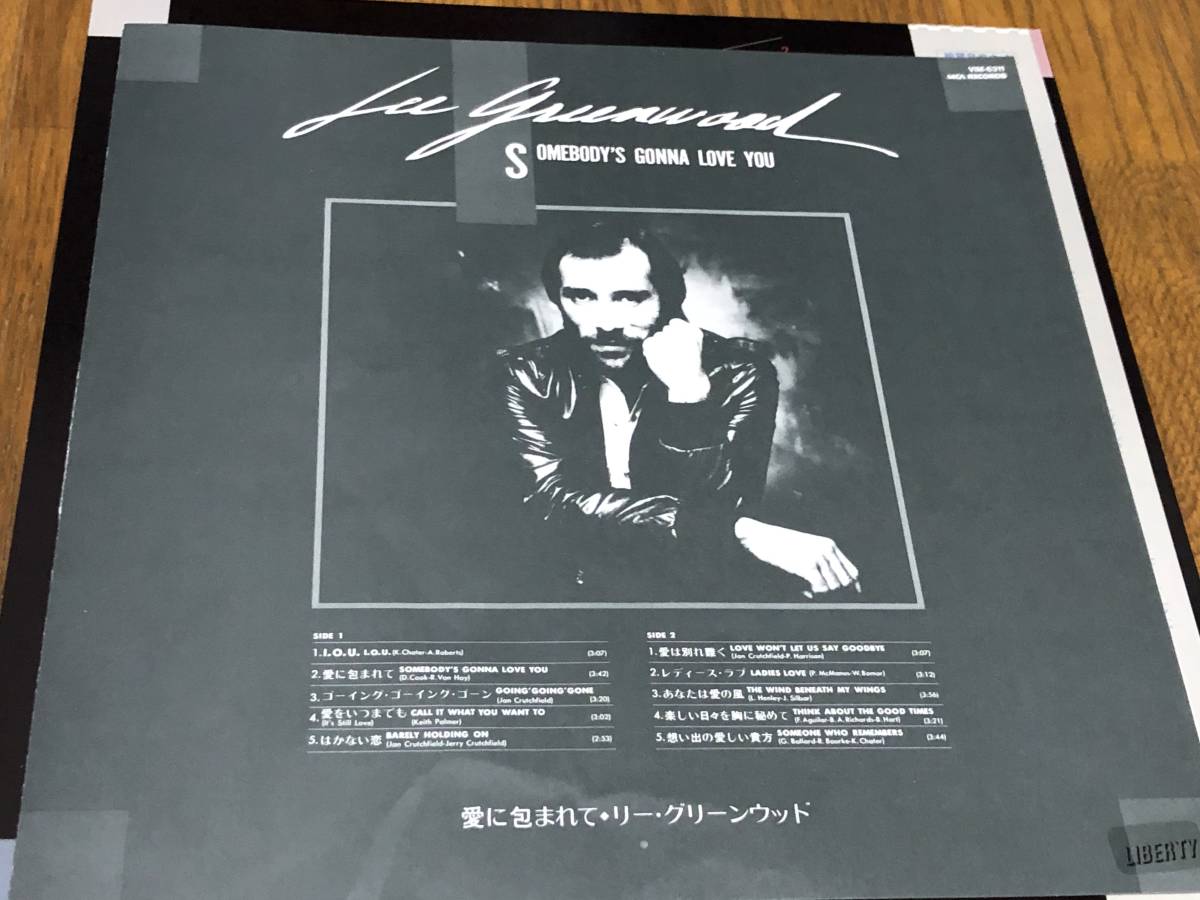 VIM-6311
MCA RECORDS
Lee Greenwood
SOMEBODY'S GONNA LOVE YOU
SIDE 1
1. I.O.U. I.O.U. (K.Chater-A.Roberts) (3:07)
2. 愛に包まれて SOMEBODY'S GONNA LOVE YOU (D.Cook-R.Van Hoy) (3:42)
3. ゴーイング・ゴーイング・ゴーン GOING'GOING'GONE (Jan Crutchfield) (3:20)
4. 愛をいつまでも CALL IT WHAT YOU WANT TO
(It's Still Love) (Keith Palmer) (3:02)
5. はかない恋 BARELY HOLDING ON (Jan Crutchfield-Jerry Crutchfield) (2:53)
SIDE 2
1. 愛は別れ難く LOVE WON'T LET US SAY GOODBYE (Jan Crutchfield-P. Harrison) (3:07)
2. レディース・ラブ LADIES LOVE (P. McManus-W.Bomar) (3:12)
3. あなたは愛の風 THE WIND BENEATH MY WINGS (L. Henley-J. Silbar) (3:56)
4. 楽しい日々を胸に秘めて THINK ABOUT THE GOOD TIMES (F.Aguilar-B.A.Richards-B. Hart) (3:21)
5. 想い出の愛しい貴方 SOMEONE WHO REMEMBERS (G. Ballard-R. Bourke-K. Chater) (3:44)
愛に包まれて◆リー・グリーンウッド
LIBERTY